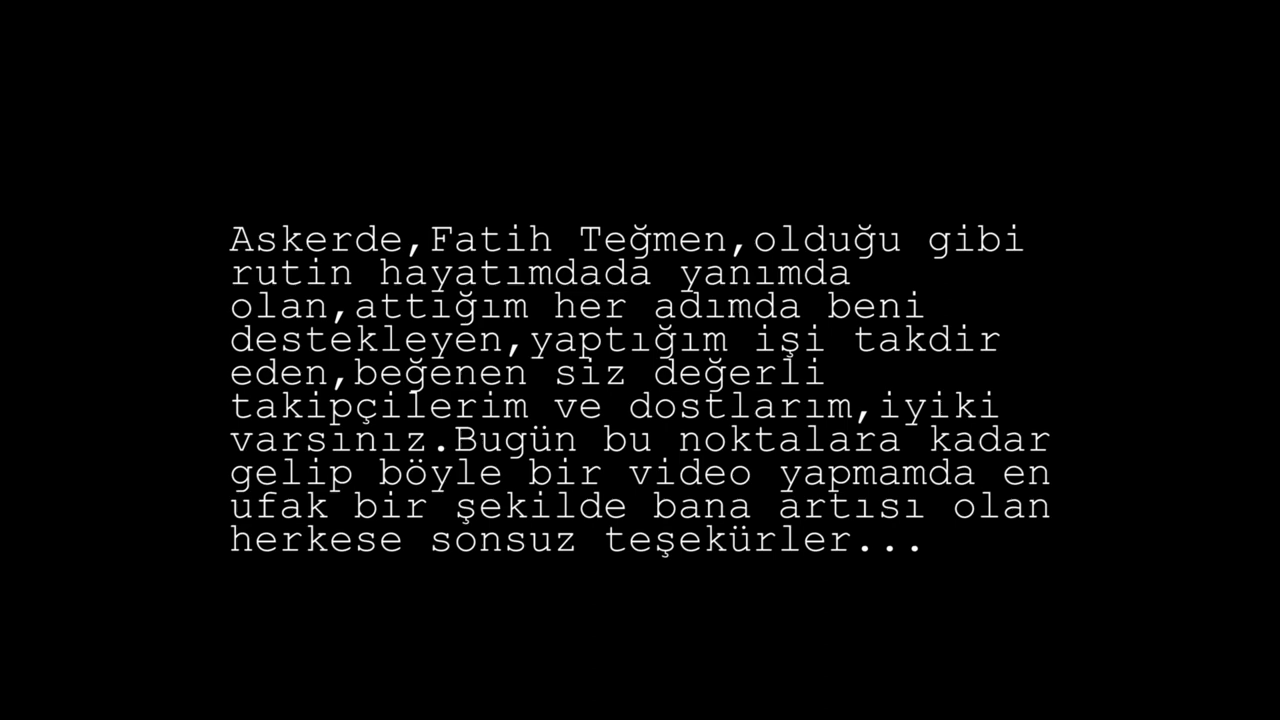 Askerde,Fatih Teğmen,olduğu gibi
rutin hayatımdada yanımda
olan,attığım her adımda beni
destekleyen,yaptığım işi takdir
eden,beğenen siz değerli
takipçilerim ve dostlarım,iyiki
varsınız.Bugün bu noktalara kadar
gelip böyle bir video yapmamda en
ufak bir şekilde bana artısı olan
herkese sonsuz teşekürler...